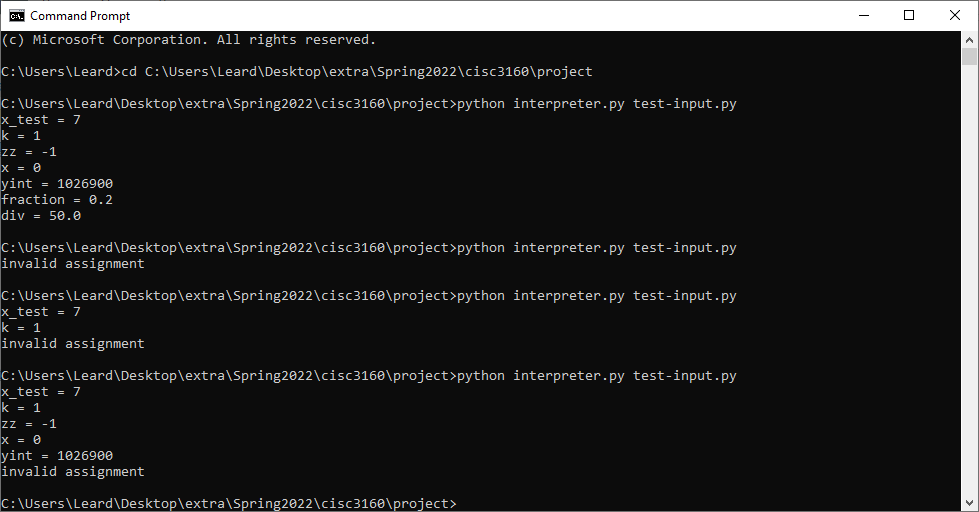 Command Prompt
(c) Microsoft Corporation. All rights reserved.
C:\Users\Leard>cd C:\Users\Leard\Desktop\extra\Spring2022\cisc3160\project
C:\Users\Leard\Desktop\extra\Spring2022\cisc3160\project>python interpreter.py test-input.py
x_test = 7
k = 1
zz = -1
x = 0
yint = 1026900
fraction = 0.2
div = 50.0
C:\Users\Leard\Desktop\extra\Spring2022\cisc3160\project>python interpreter.py test-input.py
invalid assignment
C:\Users\Leard\Desktop\extra\Spring2022\cisc3160\project>python interpreter.py test-input.py
x_test = 7
k = 1
invalid assignment
C:\Users\Leard\Desktop\extra\Spring2022\cisc3160\project>python interpreter.py test-input.py
x_test = 7
k = 1
zz = -1
x = 0
yint = 1026900
invalid assignment
C:\Users\Leard\Desktop\extra\Spring2022\cisc3160\project>